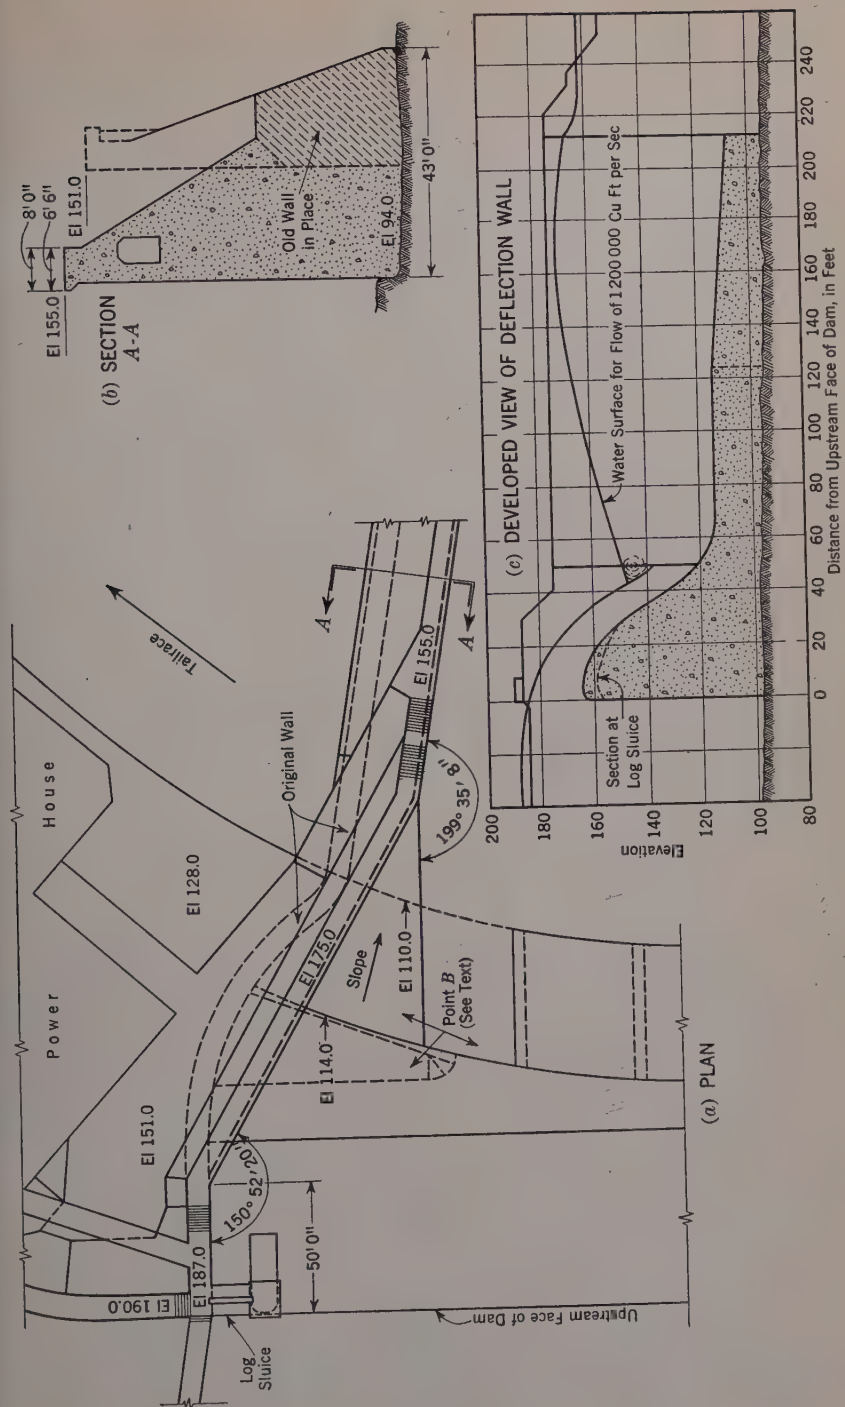 Power
House
El 151.0
El 128.0
El 190.0
El 187.0
Log
Sluice
50' 0"
150° 52' 20"
El 175.0
Original Wall
Tailrace
Slope
El 114.0
El 110.0
Point B
(See Text)
199° 35' 8"
El 155.0
A
A
Upstream Face of Dam
(a) PLAN
8' 0"
6' 6"
El 155.0
El 151.0
Old Wall
in Place
El 94.0
43' 0"
(b) SECTION
A-A
(c) DEVELOPED VIEW OF DEFLECTION WALL
Water Surface for Flow of 1 200 000 Cu Ft per Sec
Section at
Log Sluice
Elevation
200
180
160
140
120
100
80
0
20
40
60
80
100
120
140
160
180
200
220
240
Distance from Upstream Face of Dam, in Feet